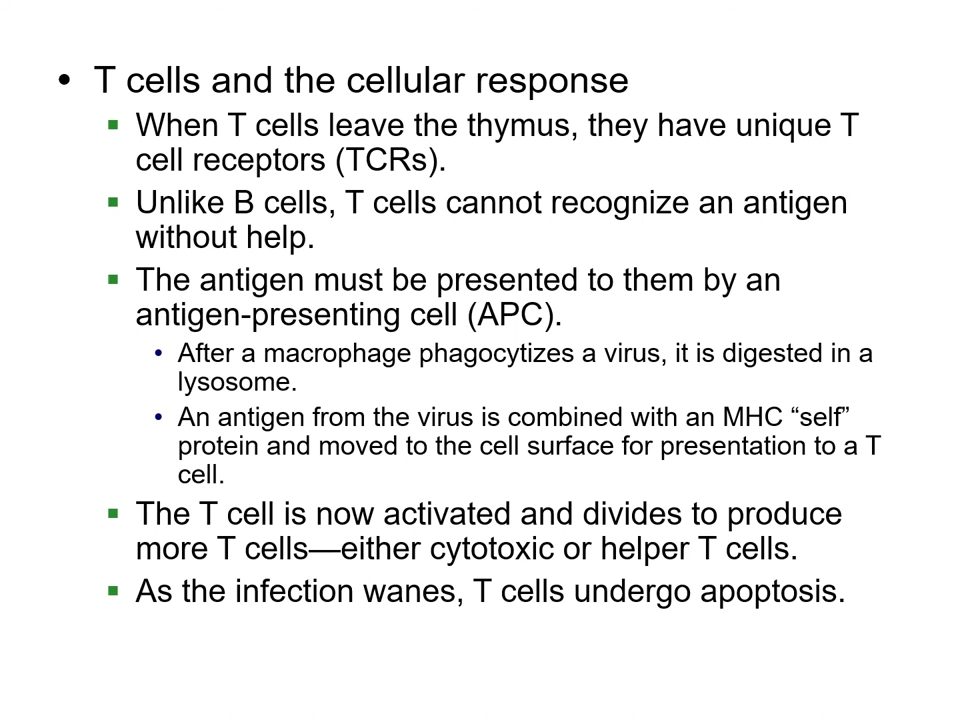 • T cells and the cellular response
▪ When T cells leave the thymus, they have unique T
cell receptors (TCRs).
▪ Unlike B cells, T cells cannot recognize an antigen
without help.
▪ The antigen must be presented to them by an
antigen-presenting cell (APC).
• After a macrophage phagocytizes a virus, it is digested in a
lysosome.
• An antigen from the virus is combined with an MHC “self”
protein and moved to the cell surface for presentation to a T
cell.
▪ The T cell is now activated and divides to produce
more T cells—either cytotoxic or helper T cells.
▪ As the infection wanes, T cells undergo apoptosis.